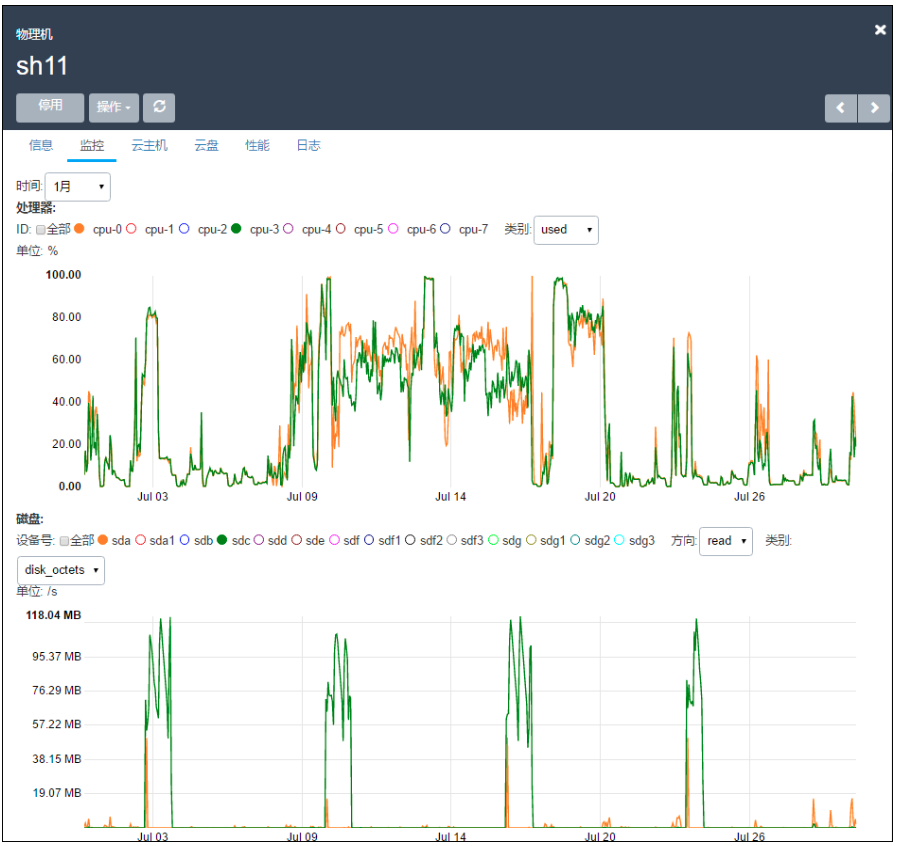 物理机
sh11
停用 操作
信息 监控 云主机 云盘 性能 日志
时间: 1月
处理器:
ID: 全部 cpu-0 cpu-1 cpu-2 cpu-3 cpu-4 cpu-5 cpu-6 cpu-7 类别: used
单位: %
100.00
80.00
60.00
40.00
20.00
0.00
Jul 03 Jul 09 Jul 14 Jul 20 Jul 26
磁盘:
设备号: 全部 sda sda1 sdb sdc sdd sde sdf sdf1 sdf2 sdf3 sdg sdg1 sdg2 sdg3 方向: read 类别:
disk_octets
单位: /s
118.04 MB
95.37 MB
76.29 MB
57.22 MB
38.15 MB
19.07 MB
Jul 03 Jul 09 Jul 14 Jul 20 Jul 26